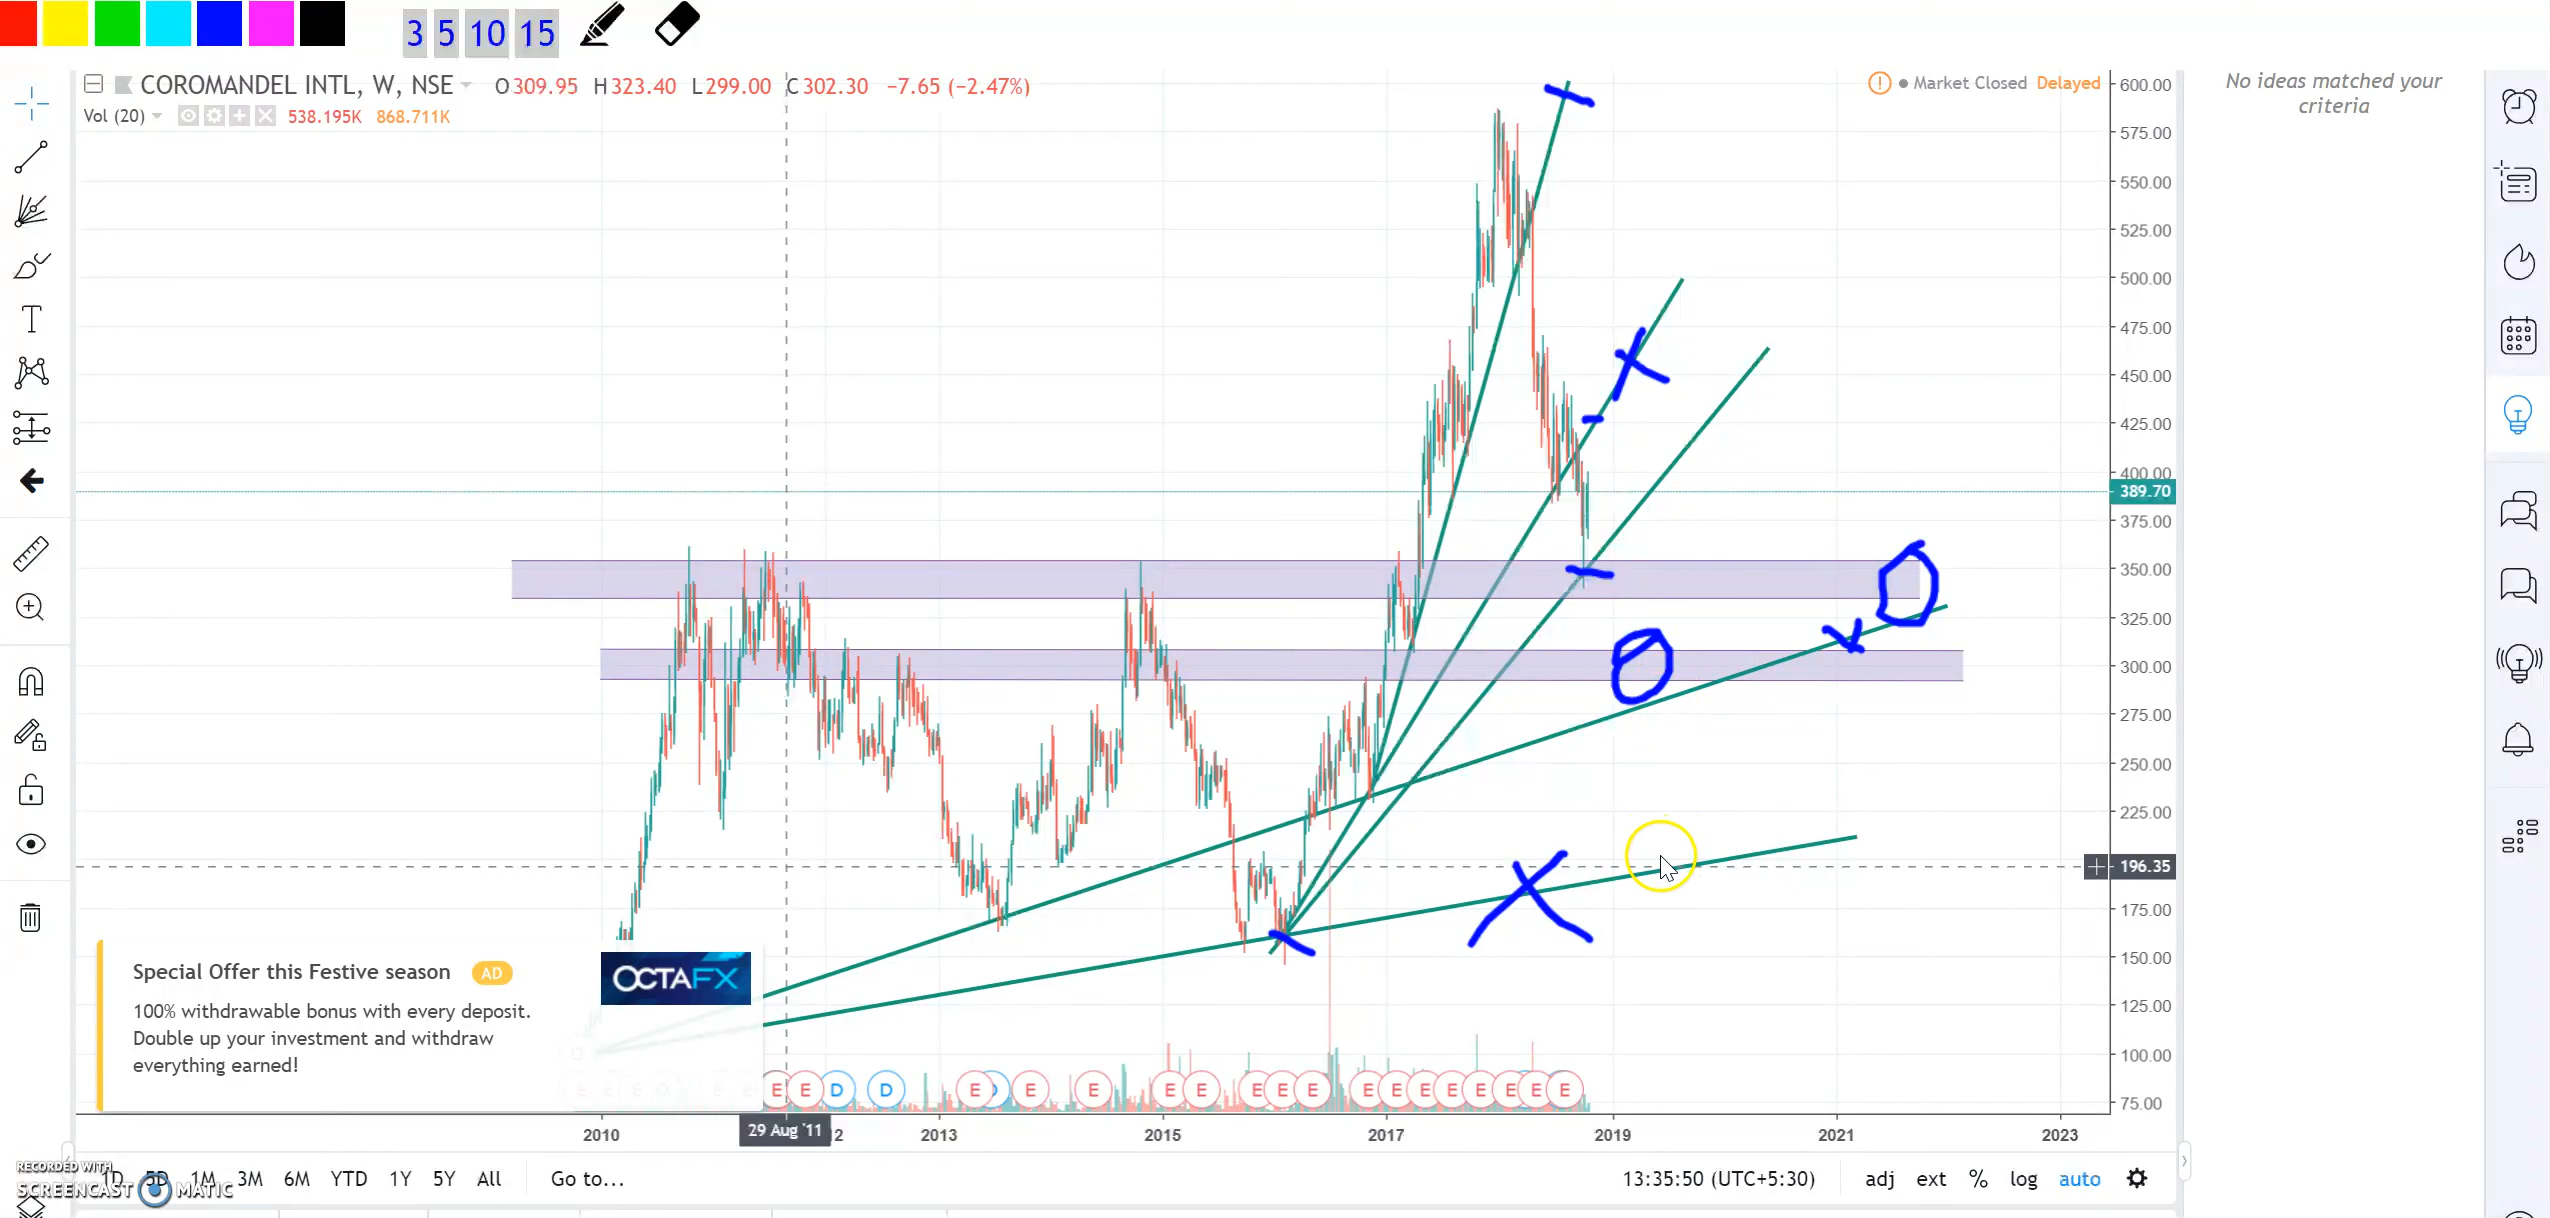 3 5 10 15
COROMANDEL INTL, W, NSE O309.95 H323.40 L299.00 C302.30 −7.65 (−2.47%)
Market Closed Delayed
Vol (20) 538.195K 868.711K
No ideas matched your
criteria
600.00
575.00
550.00
525.00
500.00
475.00
450.00
425.00
400.00
389.70
375.00
350.00
325.00
300.00
275.00
250.00
225.00
196.35
175.00
150.00
125.00
100.00
75.00
Special Offer this Festive season AD
OCTAFX
100% withdrawable bonus with every deposit.
Double up your investment and withdraw
everything earned!
E E D D E D E E E E E E E E E E E E E E E
2010 29 Aug '11 12 2013 2015 2017 2019 2021 2023
1D 5D 1M 3M 6M YTD 1Y 5Y All Go to... 13:35:50 (UTC+5:30) adj ext % log auto
RECORDED WITH
SCREENCAST MATIC